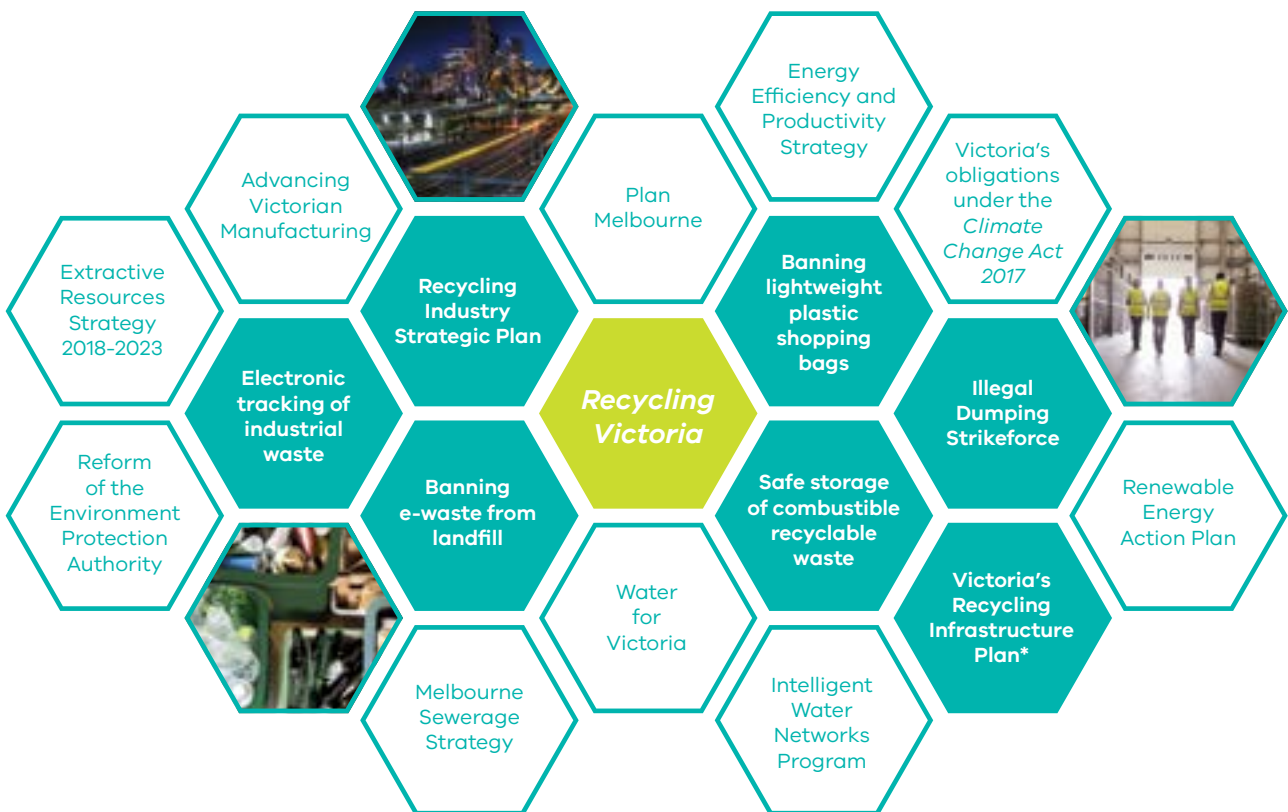 Energy
Efficiency and
Productivity
Strategy
Advancing
Victorian
Manufacturing
Plan
Melbourne
Victoria's
obligations
under the
Climate
Change Act
2017
Extractive
Resources
Strategy
2018-2023
Recycling
Industry
Strategic Plan
Banning
lightweight
plastic
shopping
bags
Electronic
tracking of
industrial
waste
Recycling
Victoria
Illegal
Dumping
Strikeforce
Reform
of the
Environment
Protection
Authority
Banning
e-waste from
landfill
Safe storage
of combustible
recyclable
waste
Renewable
Energy
Action Plan
Water
for
Victoria
Victoria's
Recycling
Infrastructure
Plan*
Melbourne
Sewerage
Strategy
Intelligent
Water
Networks
Program